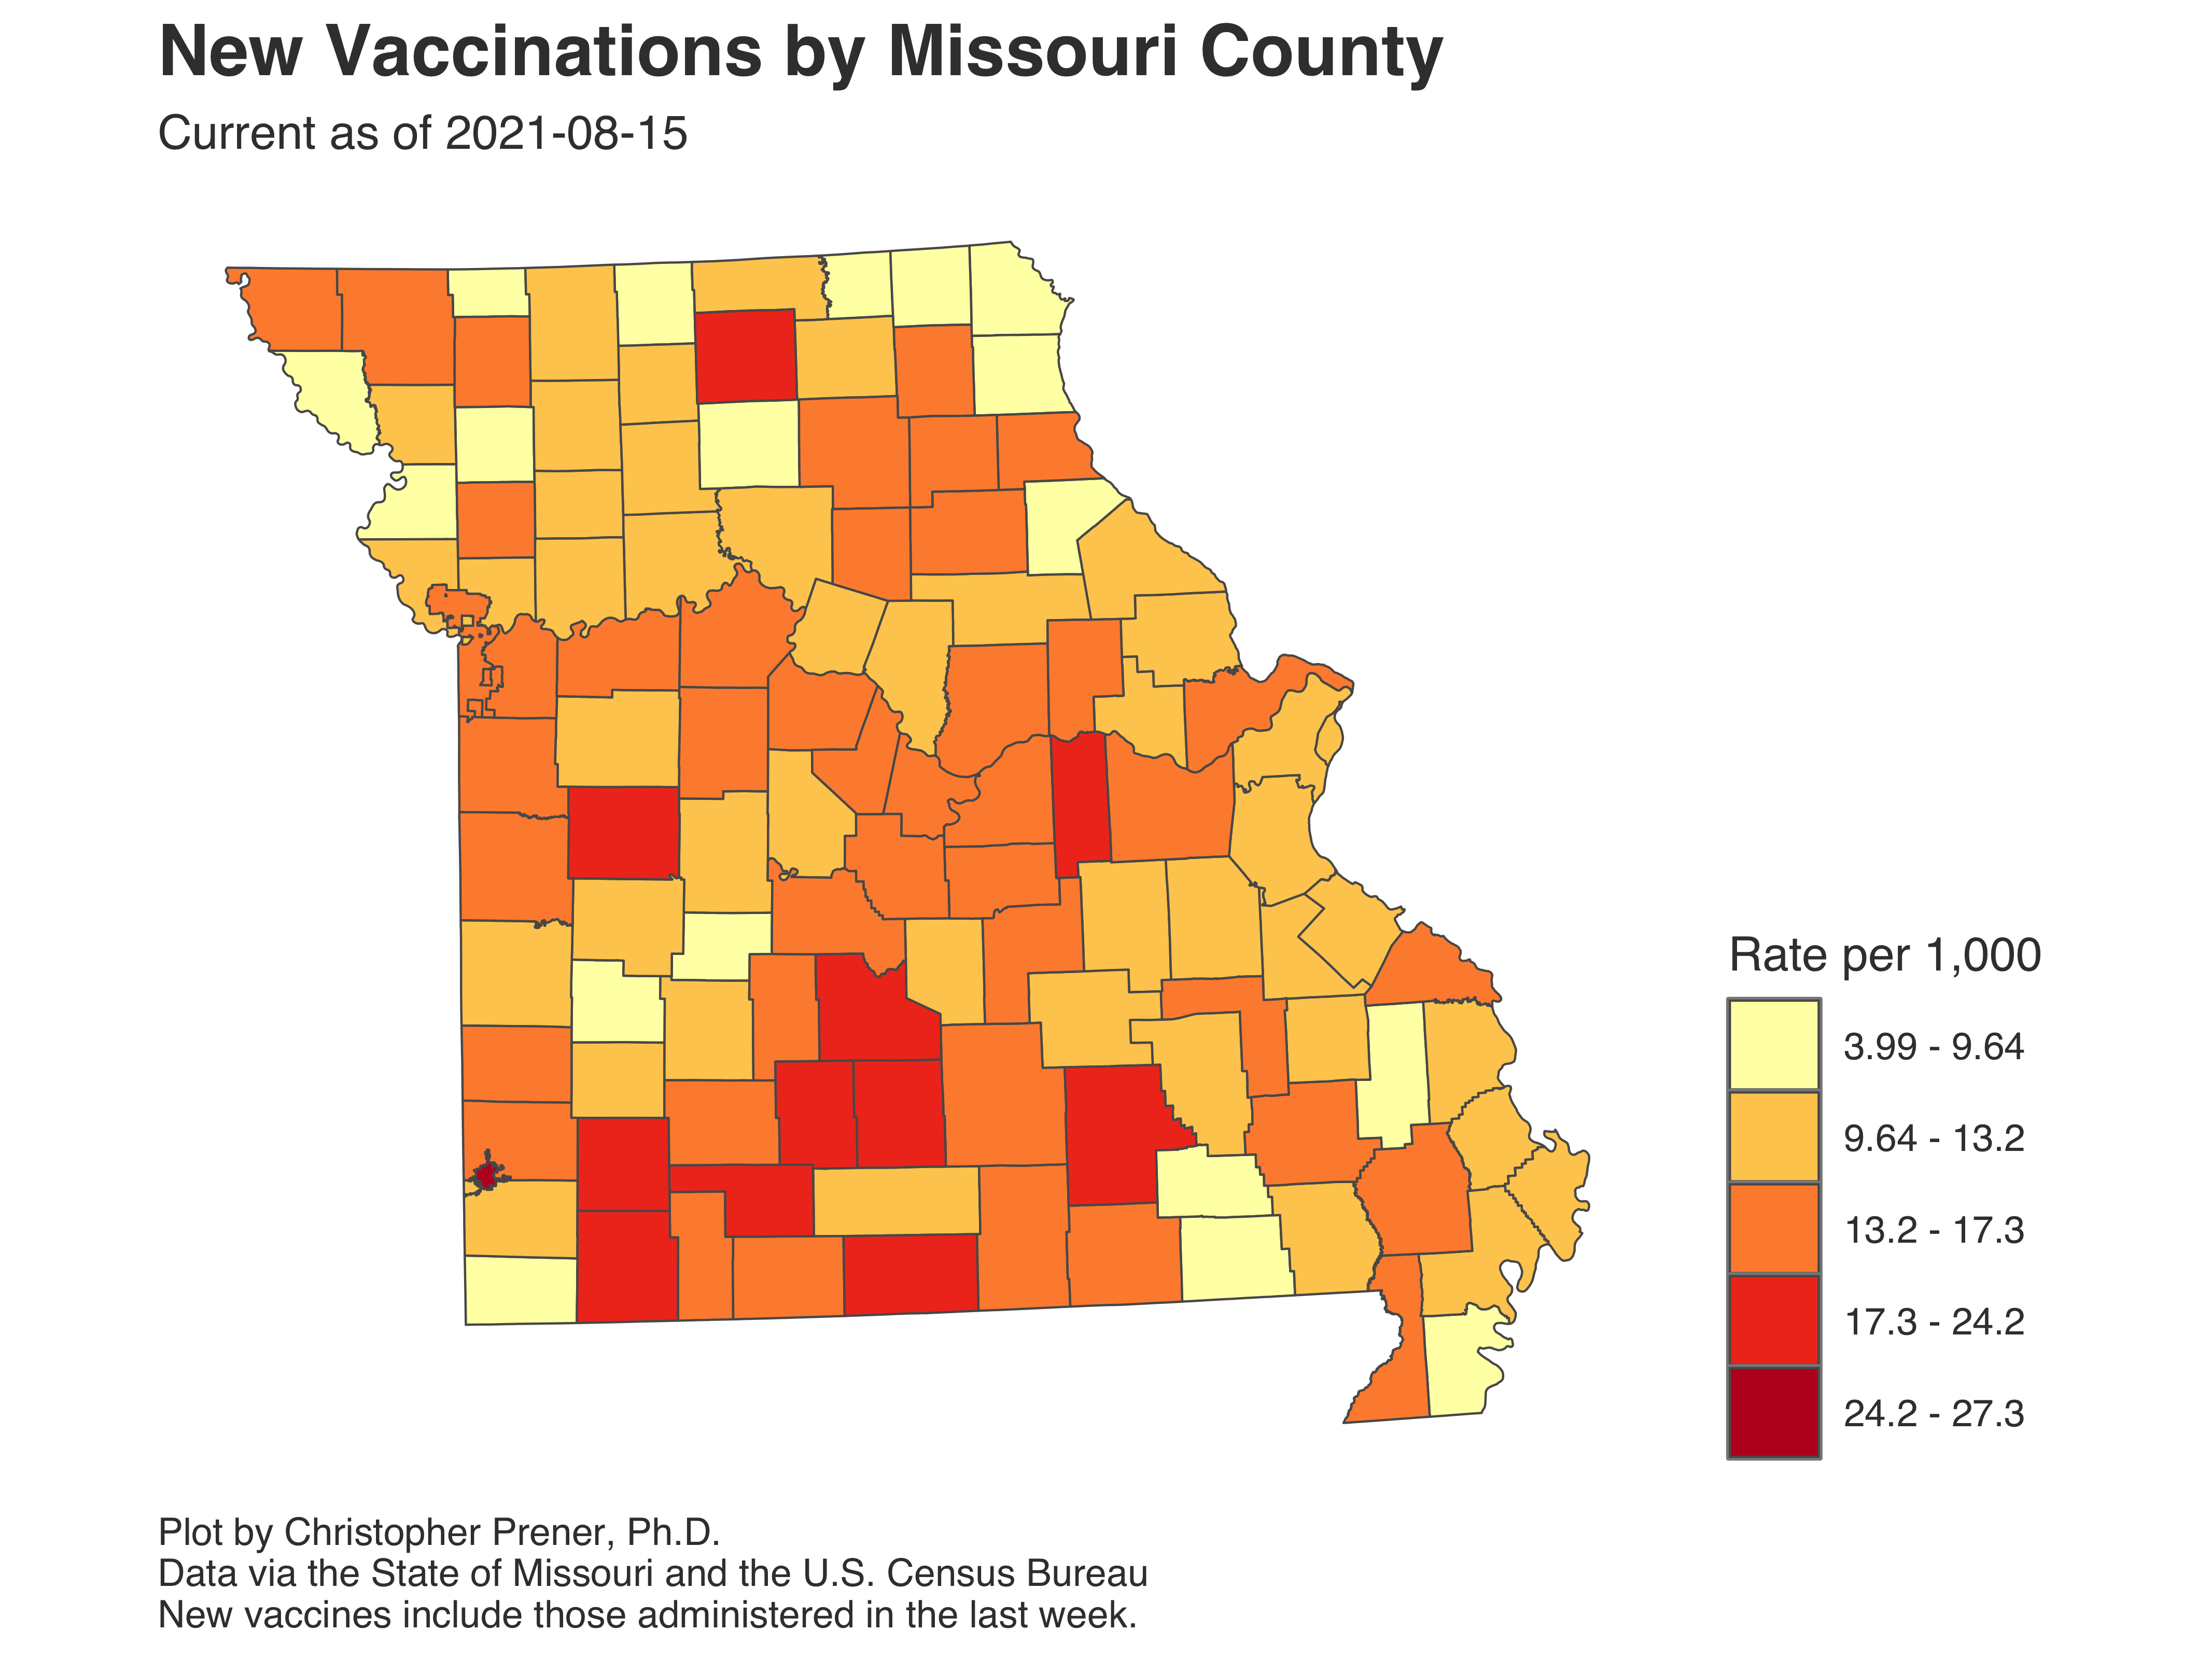 New Vaccinations by Missouri County
Current as of 2021-08-15
Rate per 1,000
3.99 - 9.64
9.64 - 13.2
13.2 - 17.3
17.3 - 24.2
24.2 - 27.3
Plot by Christopher Prener, Ph.D.
Data via the State of Missouri and the U.S. Census Bureau
New vaccines include those administered in the last week.